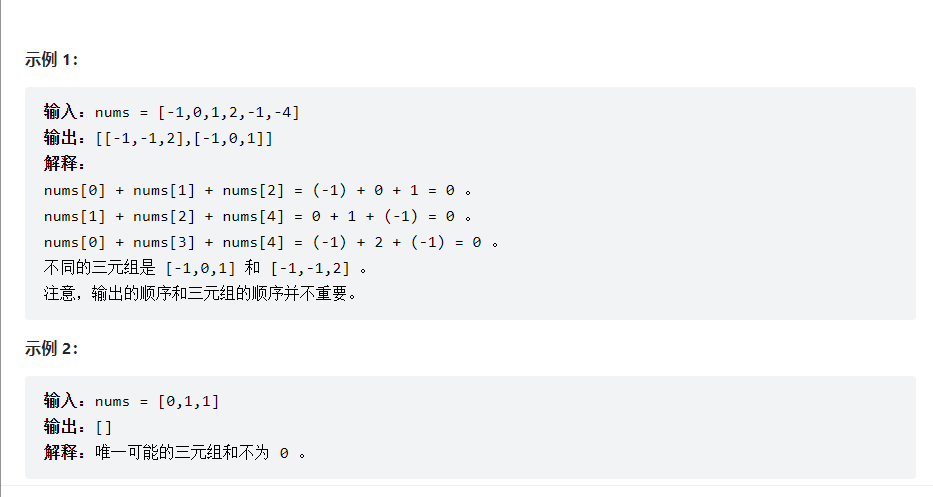 示例 1：
输入：nums = [-1,0,1,2,-1,-4]
输出：[[-1,-1,2],[-1,0,1]]
解释：
nums[0] + nums[1] + nums[2] = (-1) + 0 + 1 = 0 。
nums[1] + nums[2] + nums[4] = 0 + 1 + (-1) = 0 。
nums[0] + nums[3] + nums[4] = (-1) + 2 + (-1) = 0 。
不同的三元组是 [-1,0,1] 和 [-1,-1,2] 。
注意，输出的顺序和三元组的顺序并不重要。
示例 2：
输入：nums = [0,1,1]
输出：[]
解释：唯一可能的三元组和不为 0 。